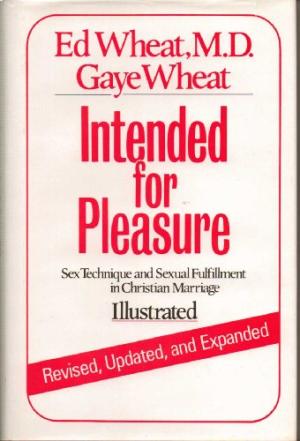 Ed Wheat, M.D.
Gaye Wheat
Intended
for
Pleasure
Sex Technique and Sexual Fulfillment
in Christian Marriage
Illustrated
Revised, Updated, and Expanded